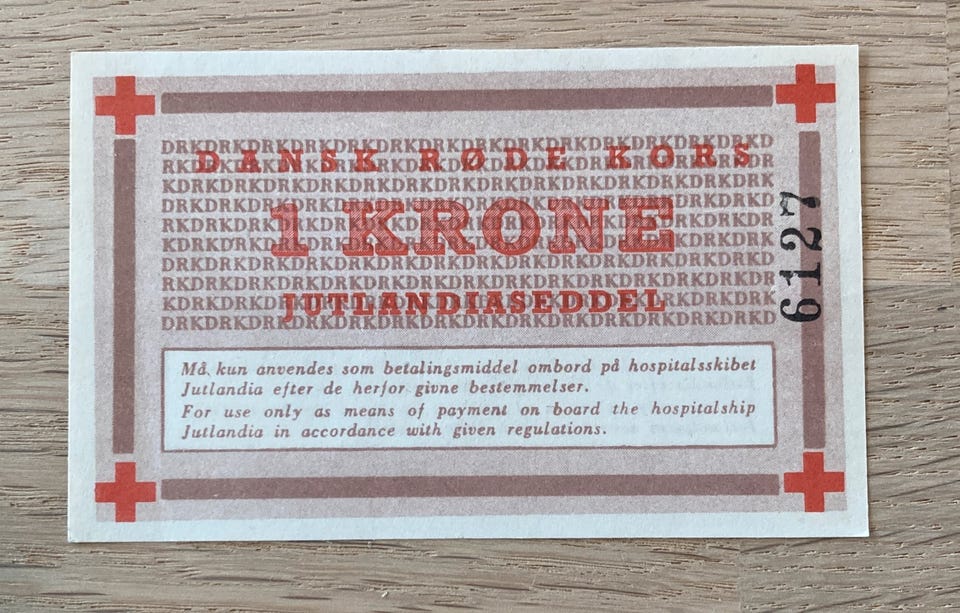 DANSK RØDE KORS
1 KRONE
JUTLANDIASEDDEL
Må kun anvendes som betalingsmiddel ombord på hospitalsskibet
Jutlandia efter de herfor givne bestemmelser.
For use only as means of payment on board the hospitalship
Jutlandia in accordance with given regulations.
6127